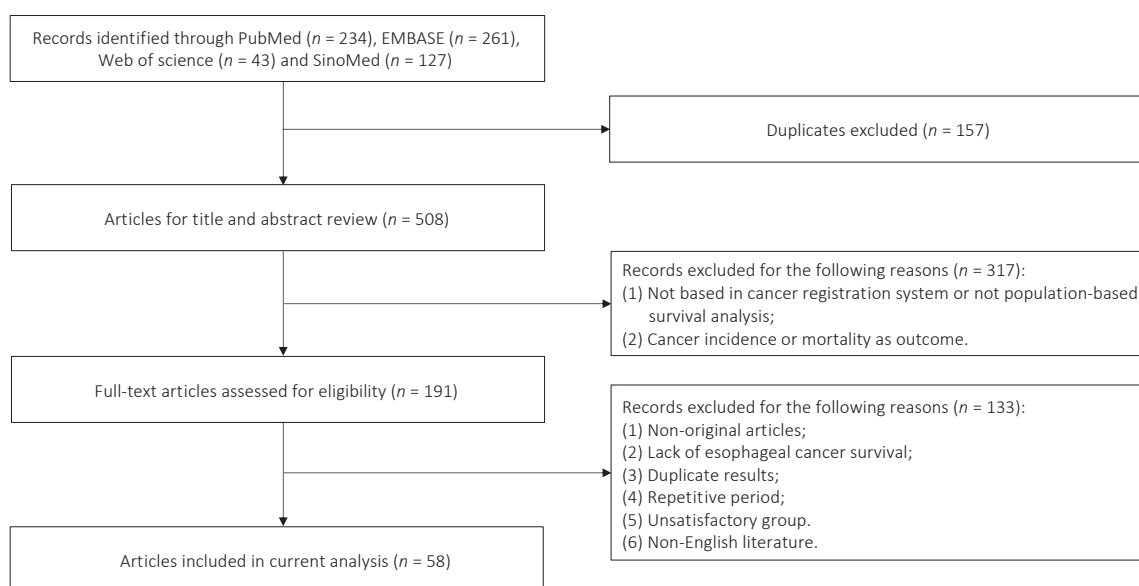 Records identified through PubMed (n = 234), EMBASE (n = 261),
Web of science (n = 43) and SinoMed (n = 127)
Duplicates excluded (n = 157)
Articles for title and abstract review (n = 508)
Records excluded for the following reasons (n = 317):
(1) Not based in cancer registration system or not population-based
survival analysis;
(2) Cancer incidence or mortality as outcome.
Full-text articles assessed for eligibility (n = 191)
Records excluded for the following reasons (n = 133):
(1) Non-original articles;
(2) Lack of esophageal cancer survival;
(3) Duplicate results;
(4) Repetitive period;
(5) Unsatisfactory group.
(6) Non-English literature.
Articles included in current analysis (n = 58)